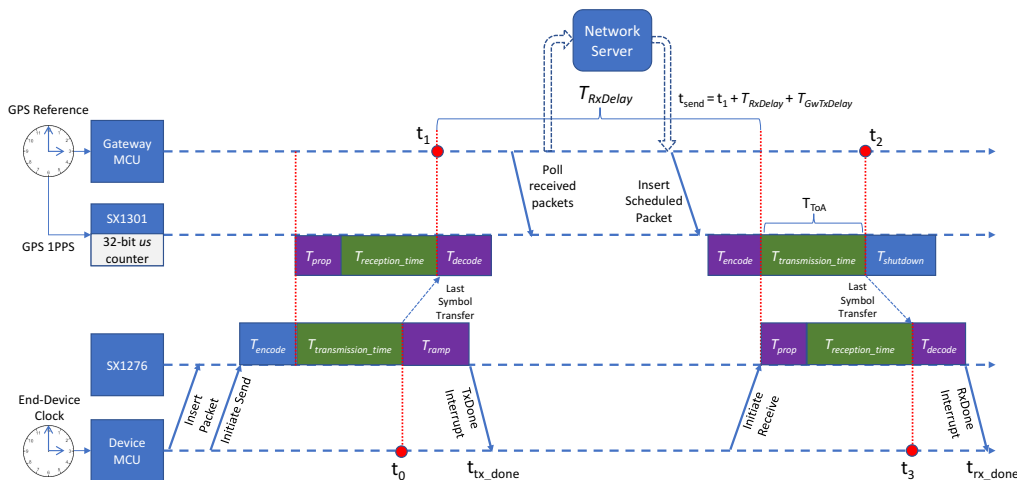 Network
Server
T_RxDelay
t_send = t_1 + T_RxDelay + T_GwTxDelay
GPS Reference
Gateway
MCU
t_1
t_2
Poll
received
packets
Insert
Scheduled
Packet
T_ToA
SX1301
32-bit us
counter
GPS 1PPS
T_prop
T_reception_time
T_decode
T_encode
T_transmission_time
T_shutdown
Last
Symbol
Transfer
Last
Symbol
Transfer
T_encode
T_transmission_time
T_ramp
T_prop
T_reception_time
T_decode
SX1276
Insert
Packet
Initiate Send
TxDone
Interrupt
Initiate
Receive
RxDone
Interrupt
End-Device
Clock
Device
MCU
t_0
t_tx_done
t_3
t_rx_done